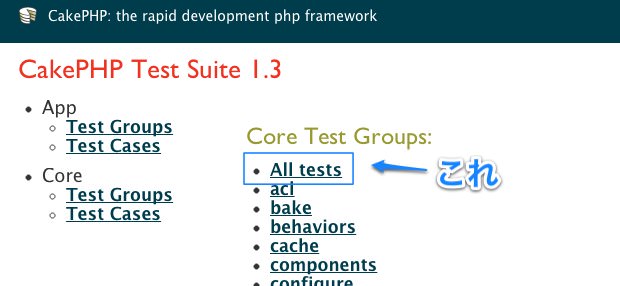 CakePHP: the rapid development php framework
CakePHP Test Suite 1.3
App
Test Groups
Test Cases
Core
Test Groups
Test Cases
Core Test Groups:
All tests
これ
acl
bake
behaviors
cache
components
configure